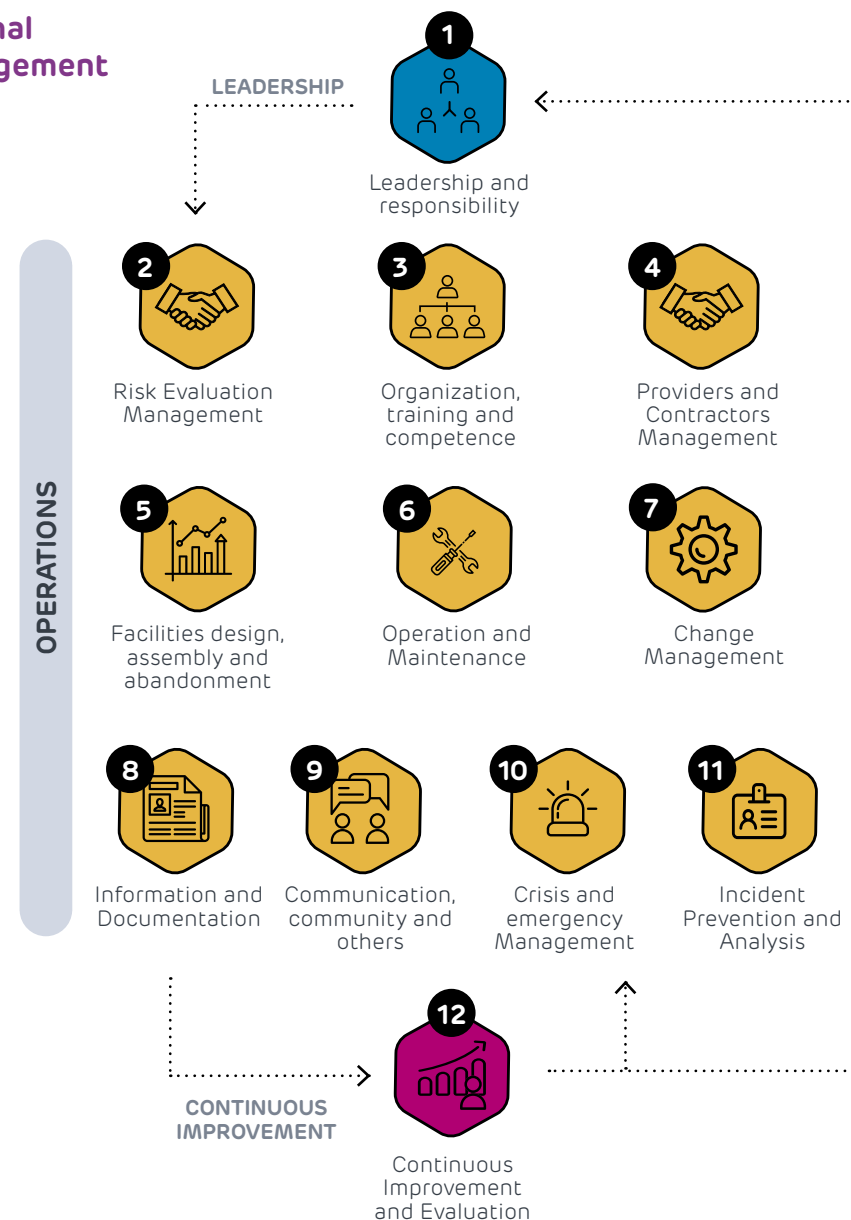 nal
gement
1
LEADERSHIP
Leadership and
responsibility
OPERATIONS
2
Risk Evaluation
Management
3
Organization,
training and
competence
4
Providers and
Contractors
Management
5
Facilities design,
assembly and
abandonment
6
Operation and
Maintenance
7
Change
Management
8
Information and
Documentation
9
Communication,
community and
others
10
Crisis and
emergency
Management
11
Incident
Prevention and
Analysis
12
CONTINUOUS
IMPROVEMENT
Continuous
Improvement
and Evaluation